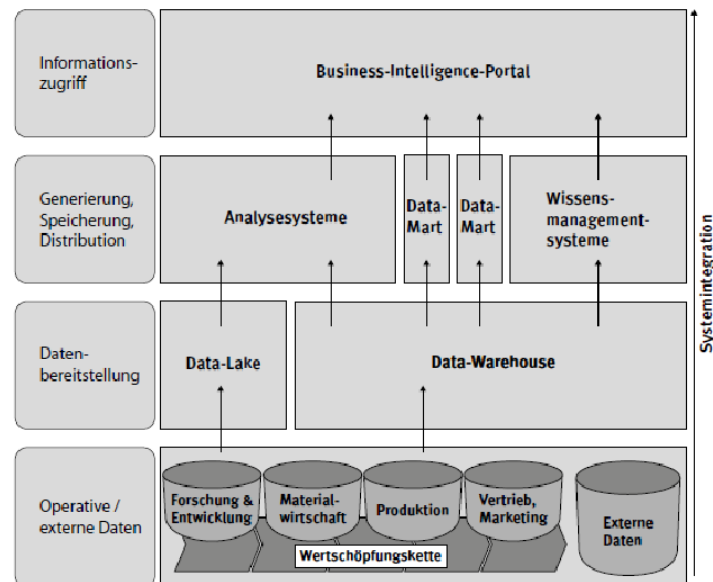 Informations-
zugriff
Business-Intelligence-Portal
Generierung,
Speicherung,
Distribution
Analysesysteme
Data-
Mart
Data-
Mart
Wissens-
management-
systeme
Systemintegration
Daten-
bereitstellung
Data-Lake
Data-Warehouse
Operative /
externe Daten
Forschung &
Entwicklung
Material-
wirtschaft
Produktion
Vertrieb,
Marketing
Externe
Daten
Wertschöpfungskette